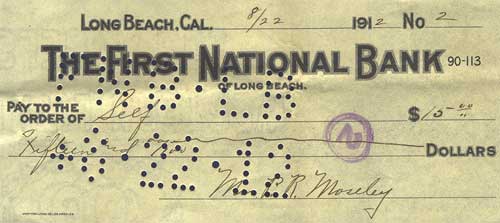 LONG BEACH, CAL. 8/22 1912 No 2
THE FIRST NATIONAL BANK 90-113
OF LONG BEACH.
PAY TO THE
ORDER OF Self $15.00
Fifteen and DOLLARS
R. Moseley